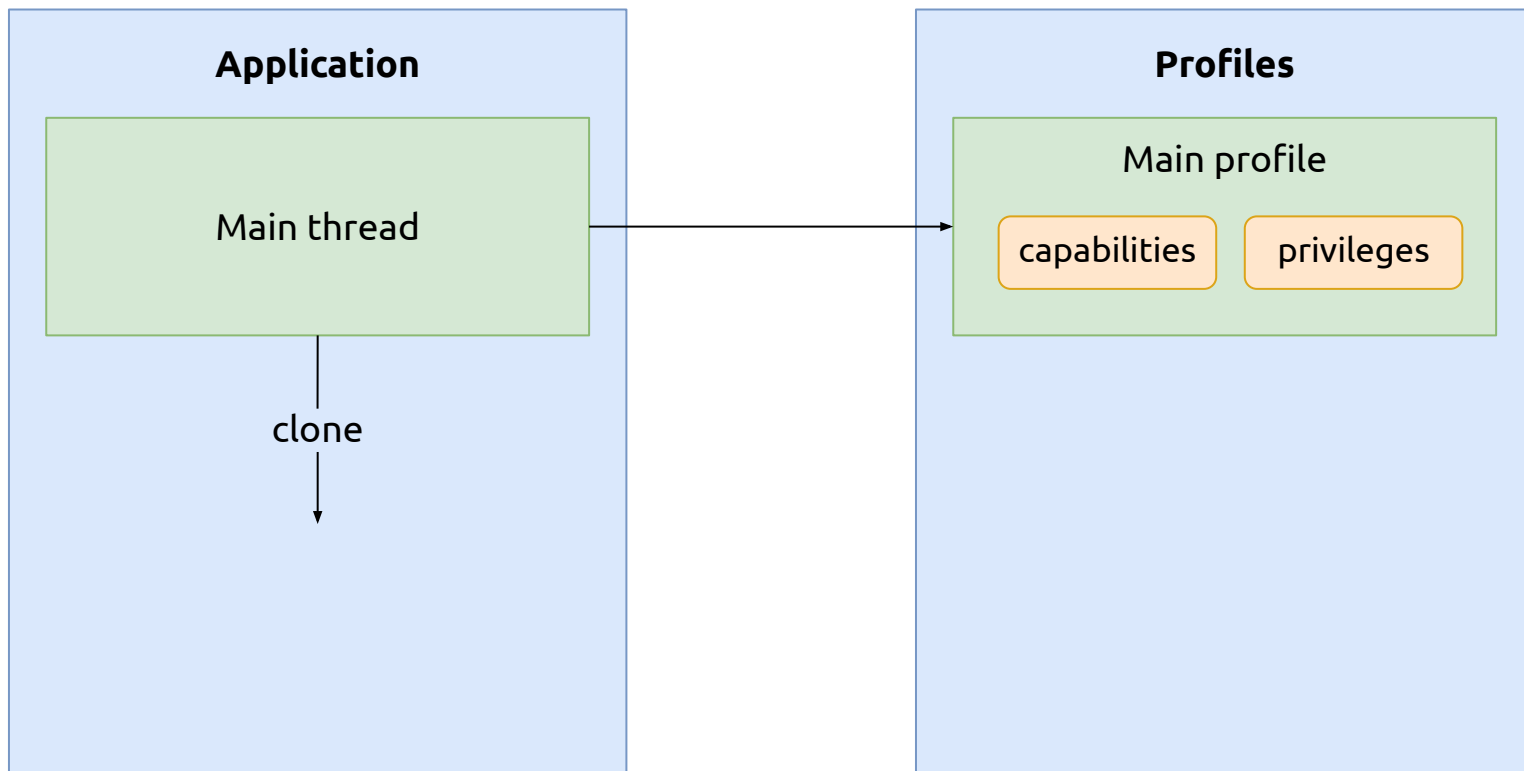 Application
Main thread
clone
Profiles
Main profile
capabilities
privileges